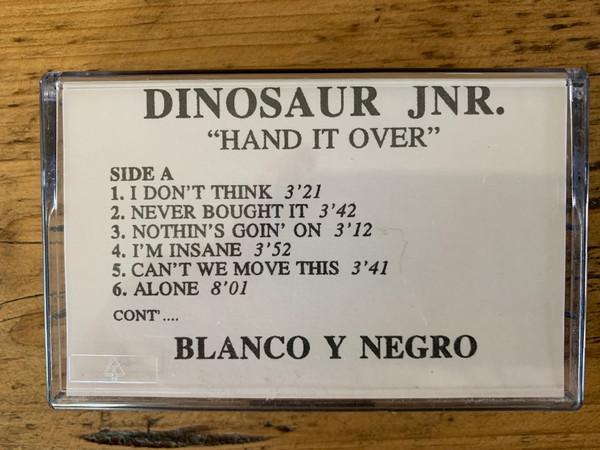 DINOSAUR JNR.
“HAND IT OVER”
SIDE A
1. I DON'T THINK 3'21
2. NEVER BOUGHT IT 3'42
3. NOTHIN'S GOIN' ON 3'12
4. I'M INSANE 3'52
5. CAN'T WE MOVE THIS 3'41
6. ALONE 8'01
CONT'....
BLANCO Y NEGRO